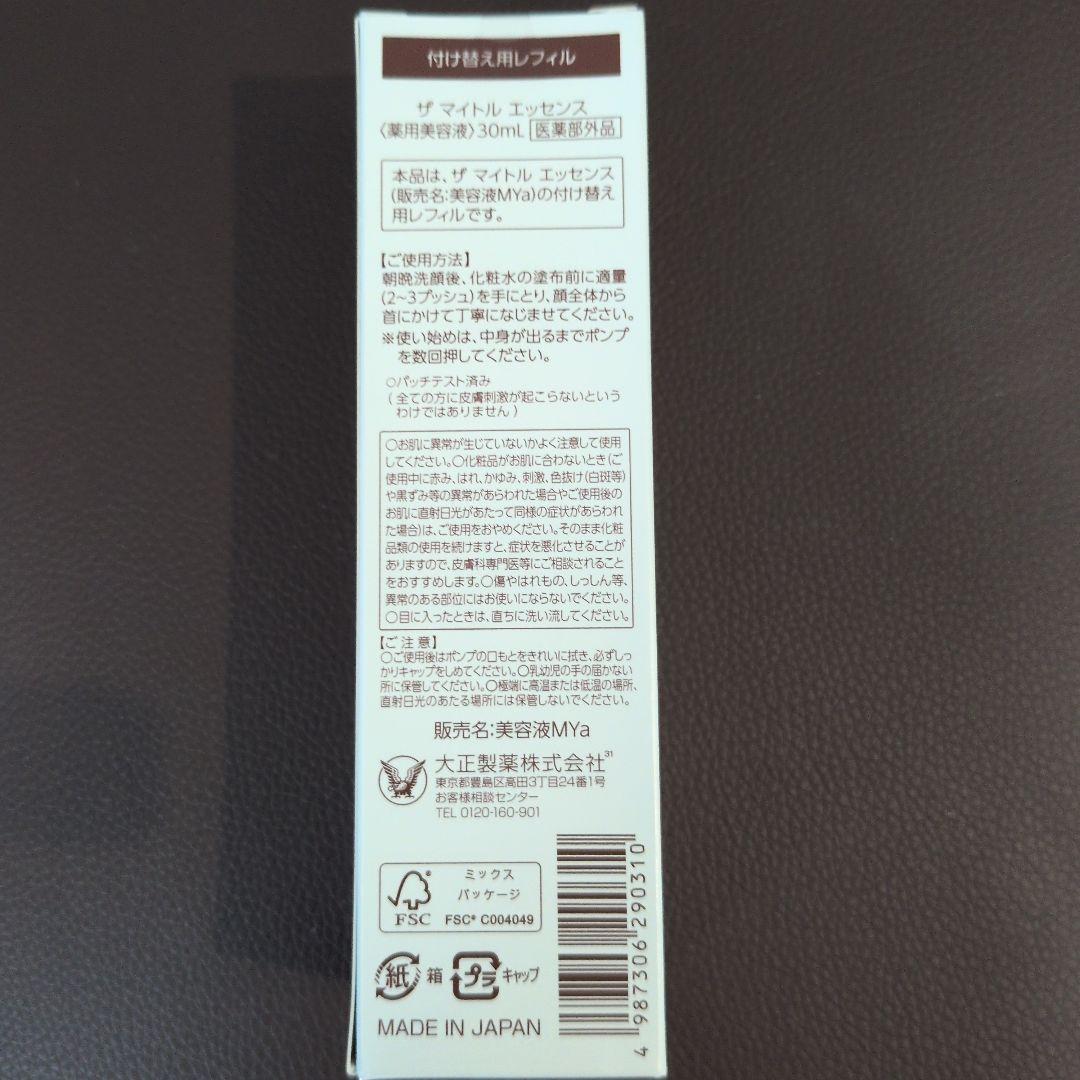 付け替え用レフィル
ザ マイトル エッセンス
〈薬用美容液〉30mL 医薬部外品
本品は、ザ マイトル エッセンス
(販売名:美容液MYa)の付け替え
用レフィルです。
【ご使用方法】
朝晩洗顔後、化粧水の塗布前に適量
(2~3プッシュ)を手にとり、顔全体から
首にかけて丁寧になじませてください。
※使い始めは、中身が出るまでポンプ
を数回押してください。
○パッチテスト済み
(全ての方に皮膚刺激が起こらないという
わけではありません)
○お肌に異常が生じていないかよく注意して使用
してください。○化粧品がお肌に合わないとき(ご
使用中に赤み、はれ、かゆみ、刺激、色抜け(白斑等)
や黒ずみ等の異常があらわれた場合やご使用後の
お肌に直射日光があたって同様の症状があらわれ
た場合)は、ご使用をおやめください。そのまま化粧
品類の使用を続けますと、症状を悪化させることが
ありますので、皮膚科専門医等にご相談されること
をおすすめします。○傷やはれもの、しっしん等、
異常のある部位にはお使いにならないでください。
○目に入ったときは、直ちに洗い流してください。
【ご注意】
○ご使用後はポンプの口もとをきれいに拭き、必ずしっ
かりキャップをしめてください。○乳幼児の手の届かない
所に保管してください。○極端に高温または低温の場所、
直射日光のあたる場所には保管しないでください。
販売名:美容液MYa
大正製薬株式会社31
東京都豊島区高田3丁目24番1号
お客様相談センター
TEL 0120-160-901
ミックス
パッケージ
FSC
FSC® C004049
紙 箱 プラ キャップ
MADE IN JAPAN
4 987306 290310